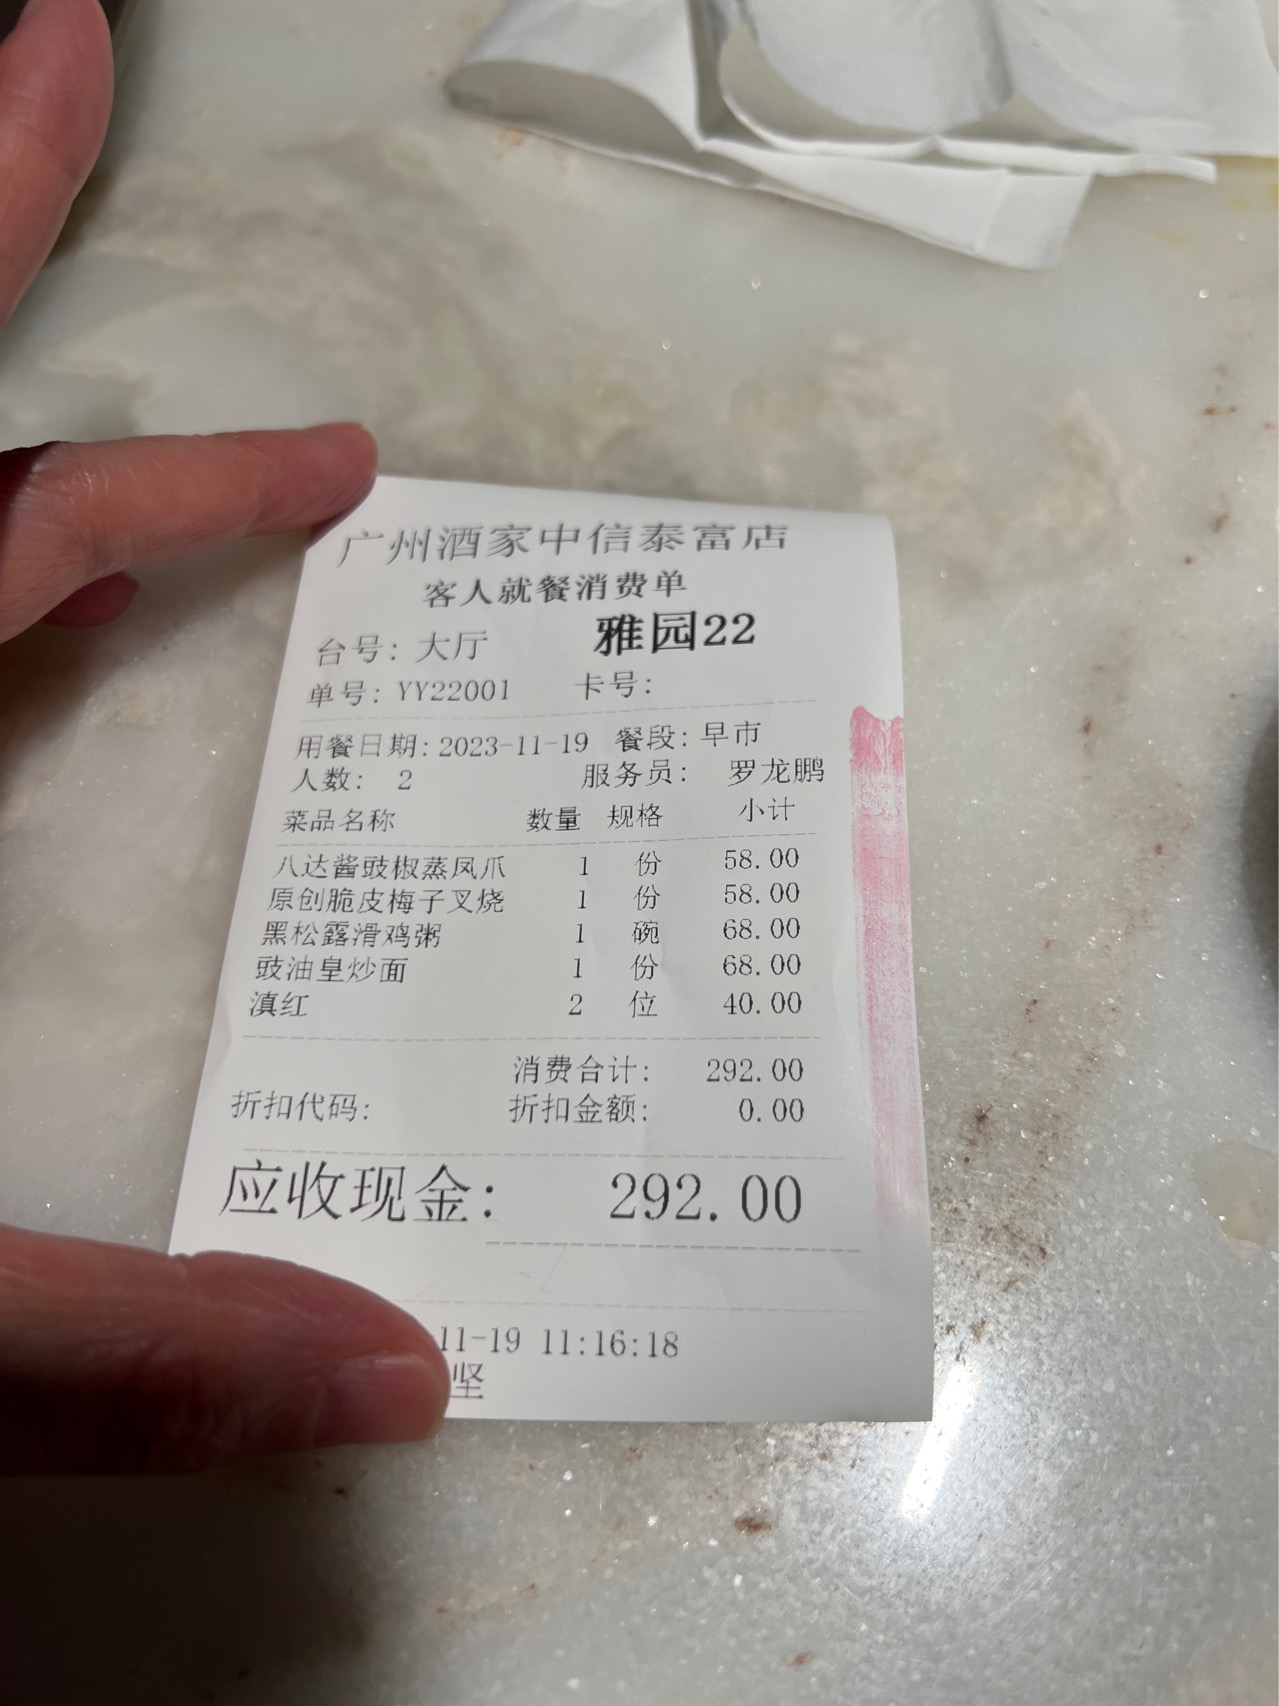 广州酒家中信泰富店
客人就餐消费单
台号: 大厅 雅园22
单号: YY22001 卡号:
用餐日期: 2023-11-19 餐段: 早市
人数: 2 服务员: 罗龙鹏
菜品名称 数量 规格 小计
八达酱豉椒蒸凤爪 1 份 58.00
原创脆皮梅子叉烧 1 份 58.00
黑松露滑鸡粥 1 碗 68.00
豉油皇炒面 1 份 68.00
滇红 2 位 40.00
消费合计: 292.00
折扣代码: 折扣金额: 0.00
应收现金: 292.00
-11-19 11:16:18
坚